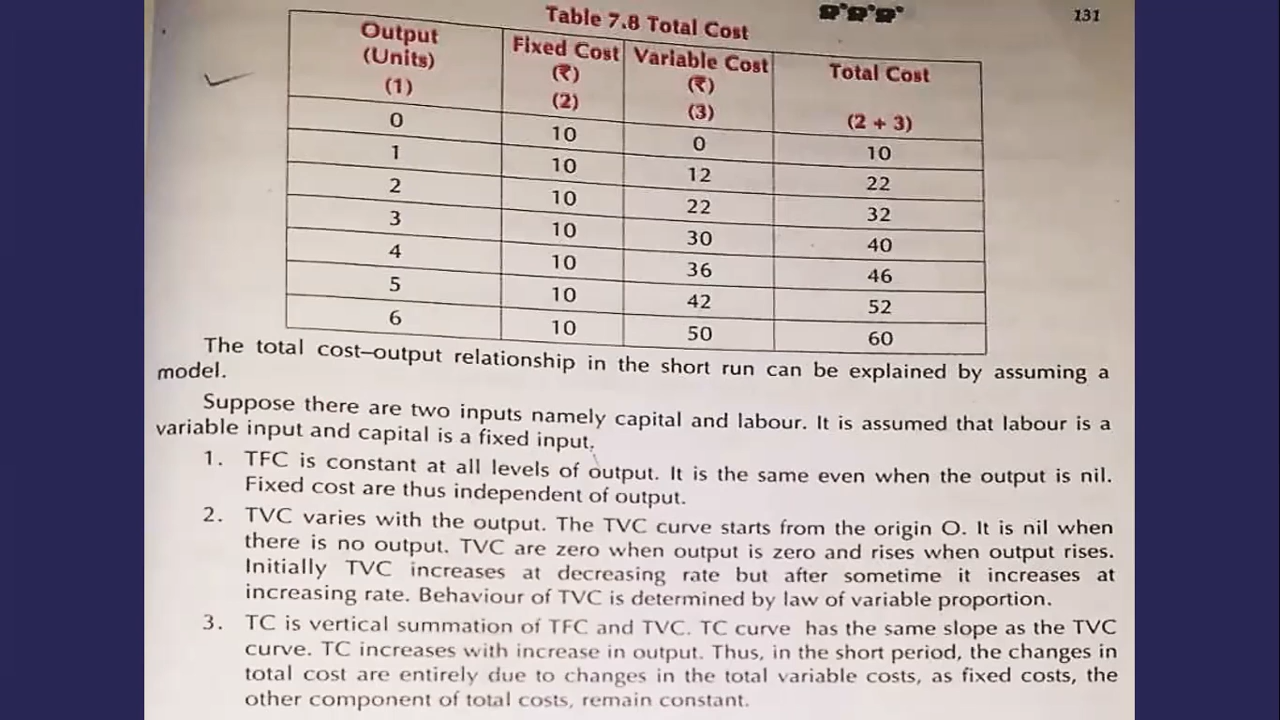 Table 7.8 Total Cost
131
Output (Units) (1) Fixed Cost (₹) (2) Variable Cost (₹) (3) Total Cost (2 + 3)
0 10 0 10
1 10 12 22
2 10 22 32
3 10 30 40
4 10 36 46
5 10 42 52
6 10 50 60
The total cost–output relationship in the short run can be explained by assuming a
model.
Suppose there are two inputs namely capital and labour. It is assumed that labour is a
variable input and capital is a fixed input.
1. TFC is constant at all levels of output. It is the same even when the output is nil.
Fixed cost are thus independent of output.
2. TVC varies with the output. The TVC curve starts from the origin O. It is nil when
there is no output. TVC are zero when output is zero and rises when output rises.
Initially TVC increases at decreasing rate but after sometime it increases at
increasing rate. Behaviour of TVC is determined by law of variable proportion.
3. TC is vertical summation of TFC and TVC. TC curve has the same slope as the TVC
curve. TC increases with increase in output. Thus, in the short period, the changes in
total cost are entirely due to changes in the total variable costs, as fixed costs, the
other component of total costs, remain constant.